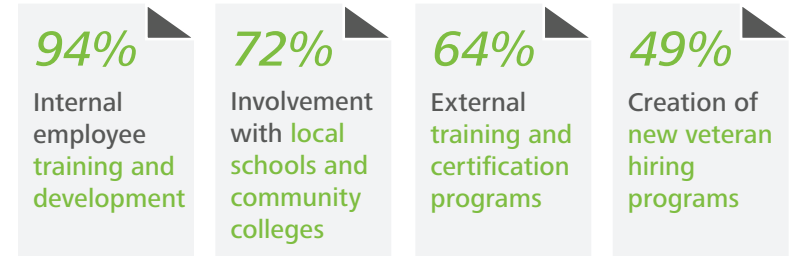 94%
Internal
employee
training and
development
72%
Involvement
with local
schools and
community
colleges
64%
External
training and
certification
programs
49%
Creation of
new veteran
hiring
programs